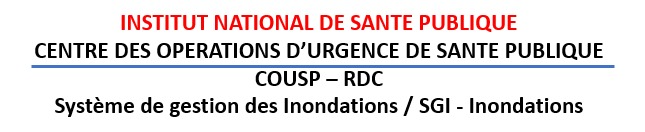 INSTITUT NATIONAL DE SANTE PUBLIQUE
CENTRE DES OPERATIONS D’URGENCE DE SANTE PUBLIQUE
COUSP – RDC
Système de gestion des Inondations / SGI - Inondations